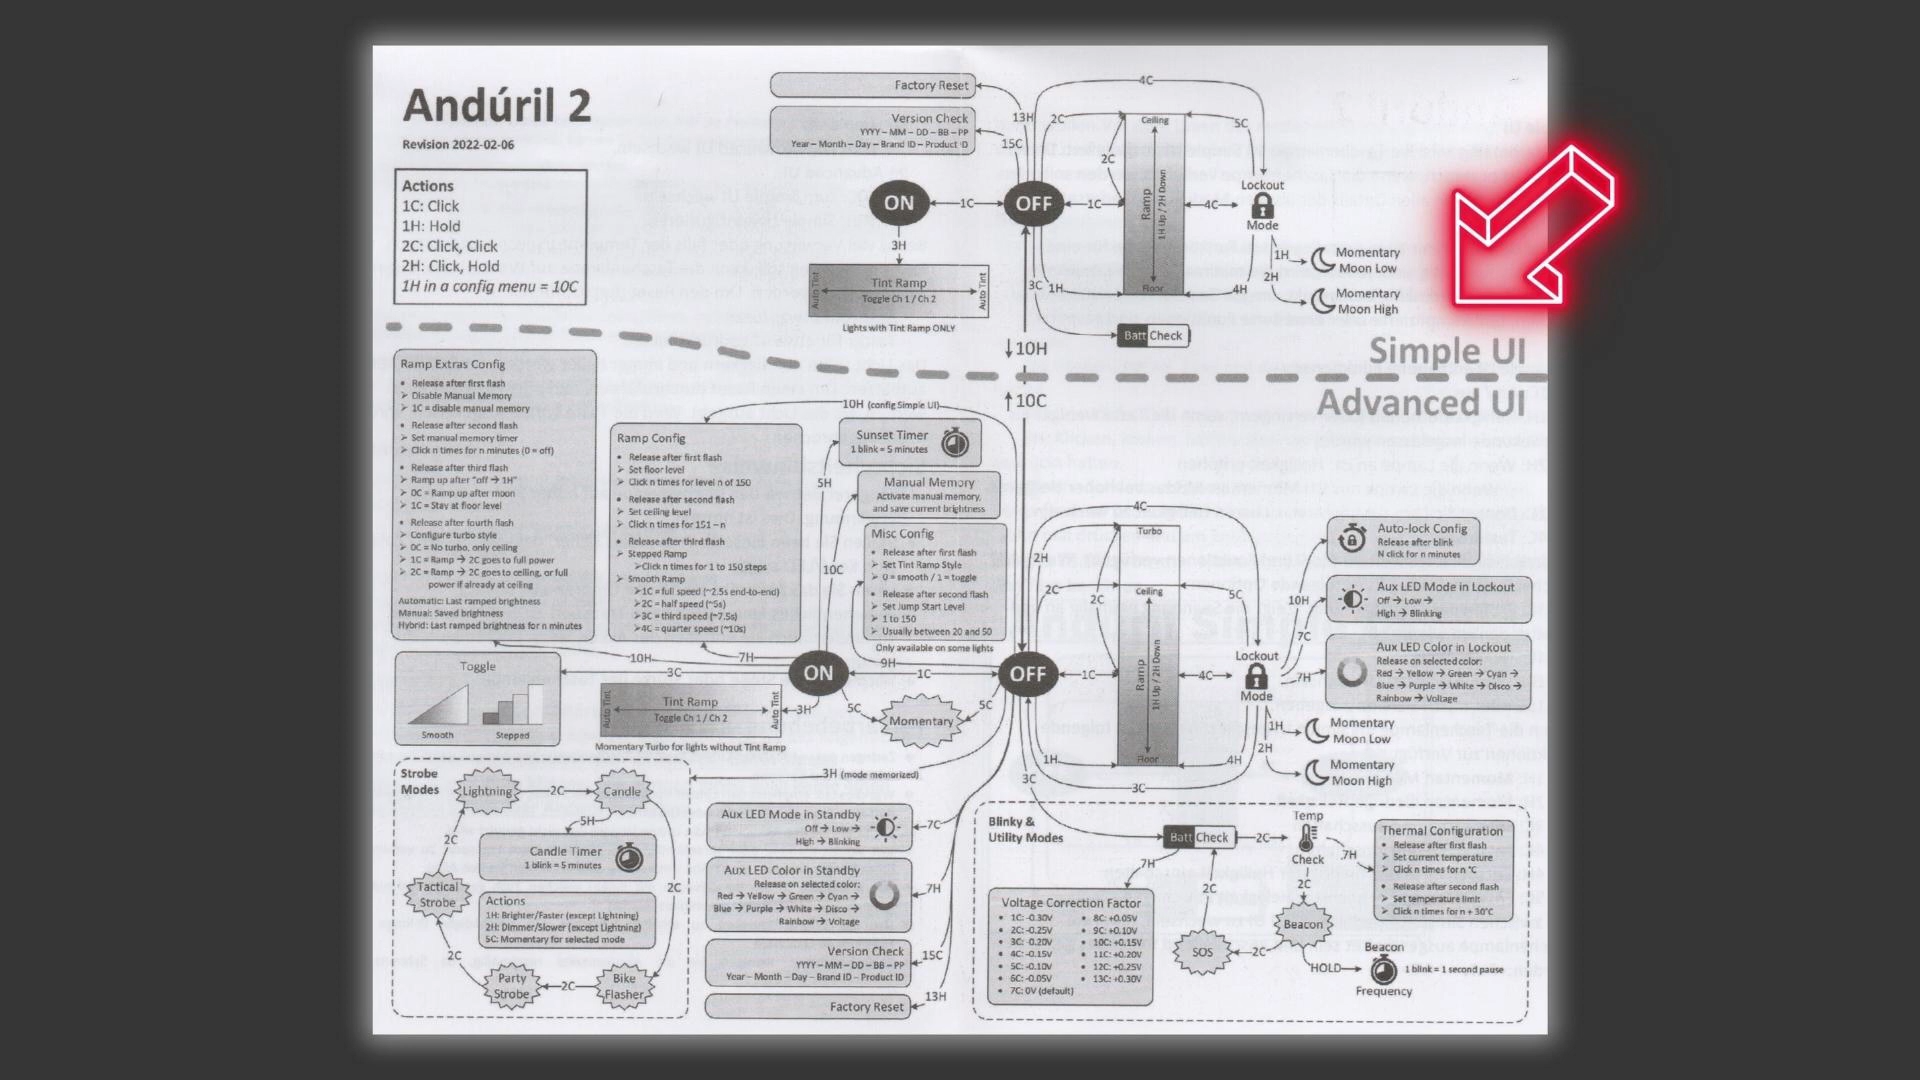 Andúril 2
Revision 2022-02-06
Actions
1C: Click
1H: Hold
2C: Click, Click
2H: Click, Hold
1H in a config menu = 10C
Factory Reset
Version Check
YYYY – MM – DD – BB – PP
Year – Month – Day – Brand ID – Product ID
13H
15C
4C
2C
Ceiling
5C
2C
ON
1C
OFF
1C
Ramp
1H Up / 2H Down
4C
Lockout
Mode
3H
Auto Tint
Tint Ramp
Toggle Ch 1 / Ch 2
Auto Tint
Lights with Tint Ramp ONLY
3C
1H
Floor
4H
1H
Momentary
Moon Low
2H
Momentary
Moon High
Batt Check
↓10H
Simple UI
↑10C
Advanced UI
Ramp Extras Config
• Release after first flash
➢ Disable Manual Memory
➢ 1C = disable manual memory
• Release after second flash
➢ Set manual memory timer
➢ Click n times for n minutes (0 = off)
• Release after third flash
➢ Ramp up after "off → 1H"
➢ 0C = Ramp up after moon
➢ 1C = Stay at floor level
• Release after fourth flash
➢ Configure turbo style
➢ 0C = No turbo, only ceiling
➢ 1C = Ramp → 2C goes to full power
➢ 2C = Ramp → 2C goes to ceiling, or full
power if already at ceiling
Automatic: Last ramped brightness
Manual: Saved brightness
Hybrid: Last ramped brightness for n minutes
10H (config Simple UI)
Ramp Config
• Release after first flash
➢ Set floor level
➢ Click n times for level n of 150
• Release after second flash
➢ Set ceiling level
➢ Click n times for 151 – n
• Release after third flash
➢ Stepped Ramp
➢Click n times for 1 to 150 steps
➢ Smooth Ramp
➢1C = full speed (~2.5s end-to-end)
➢2C = half speed (~5s)
➢3C = third speed (~7.5s)
➢4C = quarter speed (~10s)
Sunset Timer
1 blink = 5 minutes
5H
Manual Memory
Activate manual memory,
and save current brightness
10C
Misc Config
• Release after first flash
➢ Set Tint Ramp Style
➢ 0 = smooth / 1 = toggle
• Release after second flash
➢ Set Jump Start Level
➢ 1 to 150
➢ Usually between 20 and 50
Only available on some lights
9H
10H
7H
3C
ON
1C
OFF
Toggle
Smooth
Stepped
Auto Tint
Tint Ramp
Toggle Ch 1 / Ch 2
Auto Tint
3H
Momentary Turbo for lights without Tint Ramp
5C
Momentary
5C
4C
Turbo
2H
2C
2C
Ceiling
5C
1C
Ramp
1H Up / 2H Down
4C
Lockout
Mode
1H
Floor
4H
3C
3C
Auto-lock Config
Release after blink
N click for n minutes
10H
Aux LED Mode in Lockout
Off → Low →
High → Blinking
7C
7H
Aux LED Color in Lockout
Release on selected color:
Red → Yellow → Green → Cyan →
Blue → Purple → White → Disco →
Rainbow → Voltage
1H
Momentary
Moon Low
2H
Momentary
Moon High
3H (mode memorized)
Strobe
Modes
Lightning
2C
Candle
5H
2C
Candle Timer
1 blink = 5 minutes
Tactical
Strobe
2C
Actions
1H: Brighter/Faster (except Lightning)
2H: Dimmer/Slower (except Lightning)
5C: Momentary for selected mode
2C
Party
Strobe
2C
Bike
Flasher
Aux LED Mode in Standby
Off → Low →
High → Blinking
7C
Aux LED Color in Standby
Release on selected color:
Red → Yellow → Green → Cyan →
Blue → Purple → White → Disco →
Rainbow → Voltage
7H
Version Check
YYYY – MM – DD – BB – PP
Year – Month – Day – Brand ID – Product ID
15C
Factory Reset
13H
Blinky &
Utility Modes
Batt Check
2C
Temp
Check
7H
7H
Thermal Configuration
• Release after first flash
➢ Set current temperature
➢ Click n times for n °C
• Release after second flash
➢ Set temperature limit
➢ Click n times for n + 30°C
Voltage Correction Factor
• 1C: -0.30V
• 2C: -0.25V
• 3C: -0.20V
• 4C: -0.15V
• 5C: -0.10V
• 6C: -0.05V
• 7C: 0V (default)
• 8C: +0.05V
• 9C: +0.10V
• 10C: +0.15V
• 11C: +0.20V
• 12C: +0.25V
• 13C: +0.30V
2C
2C
Beacon
SOS
2C
HOLD
Beacon
Frequency
1 blink = 1 second pause